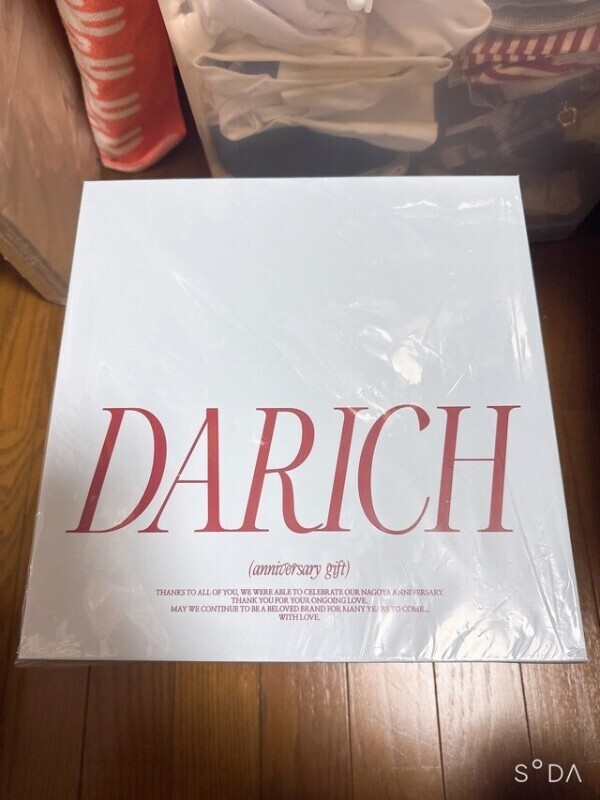 DARICH
(anniversary gift)
THANKS TO ALL OF YOU, WE WERE ABLE TO CELEBRATE OUR NAGOYA ANNIVERSARY.
THANK YOU FOR YOUR ONGOING LOVE.
MAY WE CONTINUE TO BE A BELOVED BRAND FOR MANY YEARS TO COME...
WITH LOVE.
S°DA